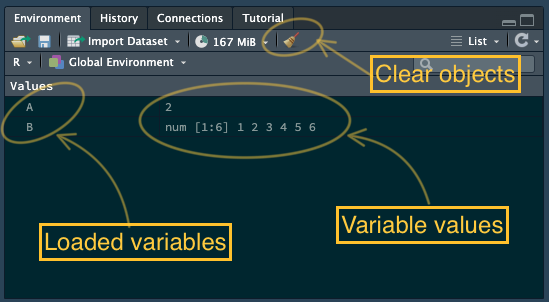 Environment History Connections Tutorial
Import Dataset 167 MiB List
R Global Environment
Clear objects
Values
A 2
B num [1:6] 1 2 3 4 5 6
Variable values
Loaded variables